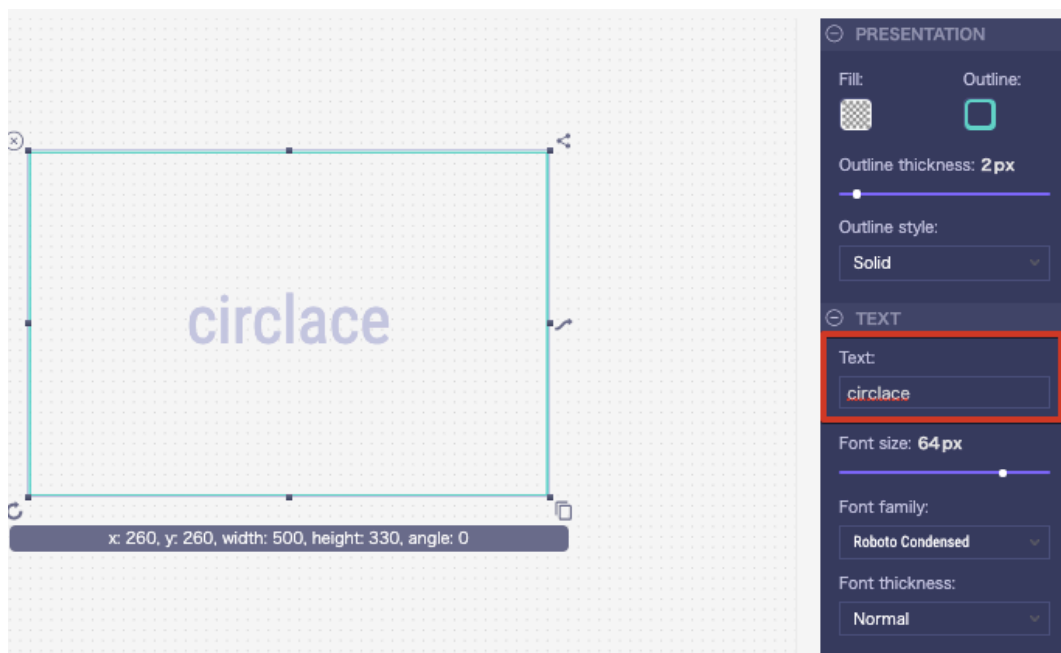 circlace
x: 260, y: 260, width: 500, height: 330, angle: 0
PRESENTATION
Fill: Outline:
Outline thickness: 2px
Outline style:
Solid
TEXT
Text:
circlace
Font size: 64px
Font family:
Roboto Condensed
Font thickness:
Normal